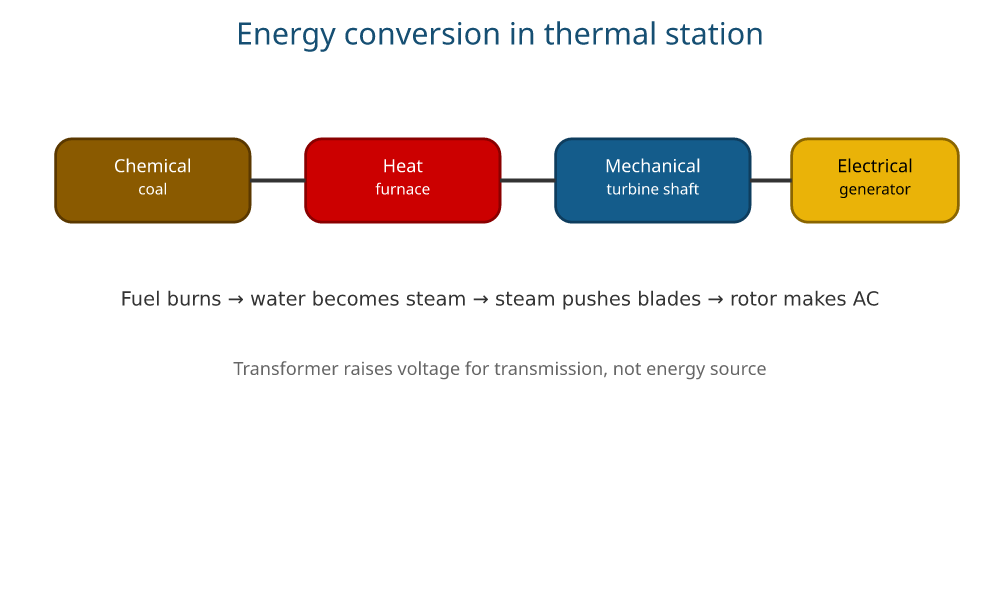 Energy conversion in thermal station
Chemical
coal
Heat
furnace
Mechanical
turbine shaft
Electrical
generator
Fuel burns → water becomes steam → steam pushes blades → rotor makes AC
Transformer raises voltage for transmission, not energy source